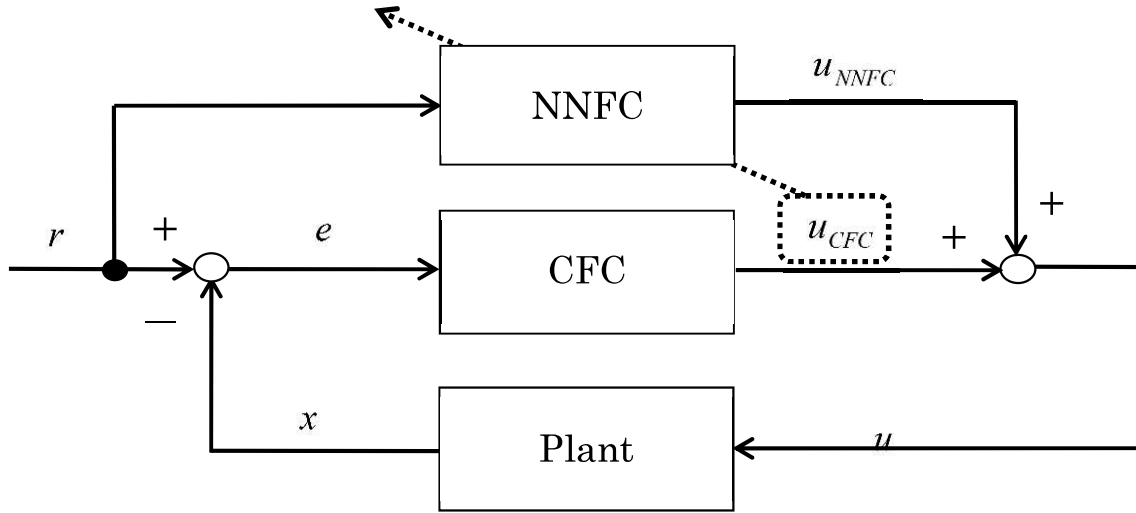 NNFC
u_NNFC
r
+
e
CFC
u_CFC
+
+
—
x
Plant
u